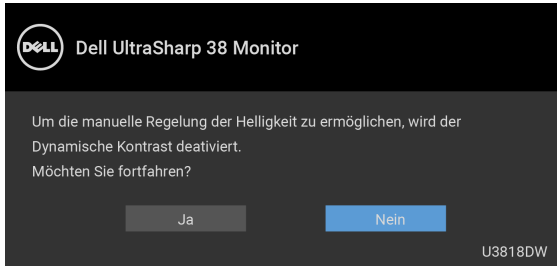 DELL
Dell UltraSharp 38 Monitor
Um die manuelle Regelung der Helligkeit zu ermöglichen, wird der
Dynamische Kontrast deativiert.
Möchten Sie fortfahren?
Ja
Nein
U3818DW